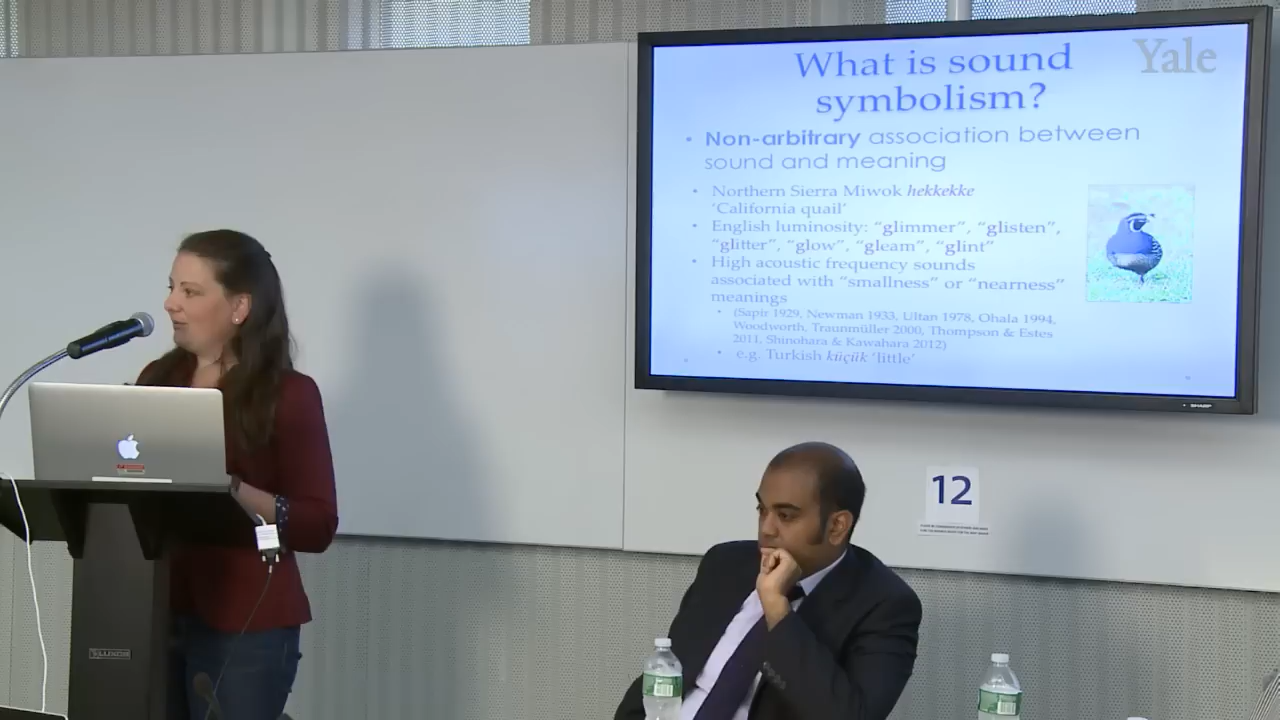 What is sound
symbolism?
Yale
• Non-arbitrary association between
sound and meaning
• Northern Sierra Miwok hekkekke
'California quail'
• English luminosity: "glimmer", "glisten",
"glitter", "glow", "gleam", "glint"
• High acoustic frequency sounds
associated with "smallness" or "nearness"
meanings
• (Sapir 1929, Newman 1933, Ultan 1978, Ohala 1994,
Woodworth, Traunmüller 2000, Thompson & Estes
2011, Shinohara & Kawahara 2012)
• e.g. Turkish küçük 'little'
SHARP
12